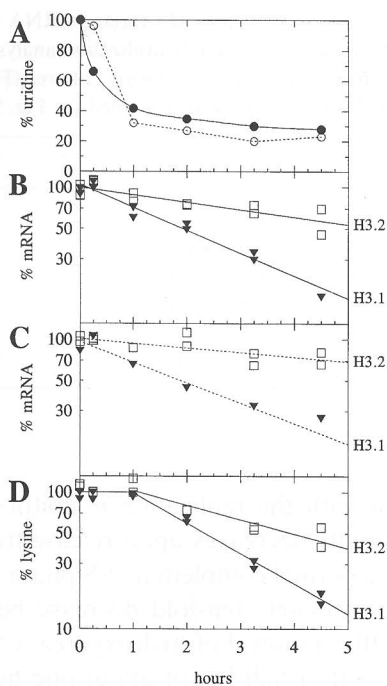 A
100
80
60
40
20
0
% uridine
B
100
70
50
30
% mRNA
H3.2
H3.1
C
100
70
50
30
% mRNA
H3.2
H3.1
D
100
70
50
30
10
% lysine
H3.2
H3.1
0 1 2 3 4 5
hours